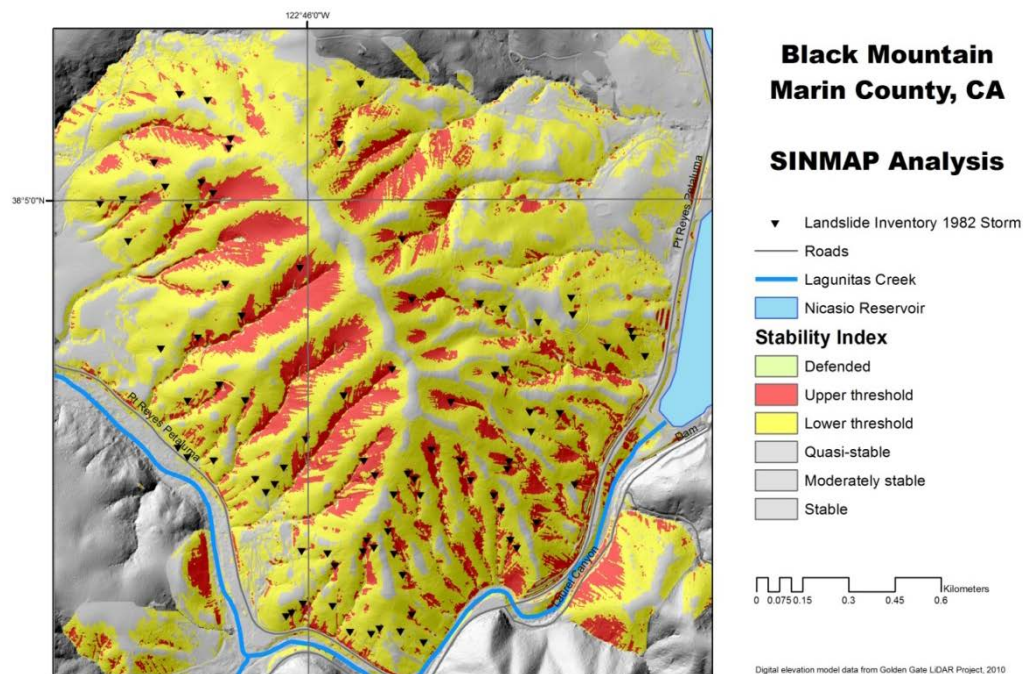 122°46'0"W
38°5'0"N
Pt Reyes Petaluma
Pt Reyes Petaluma
Dam
Laurel Canyon
Black Mountain
Marin County, CA
SINMAP Analysis
Landslide Inventory 1982 Storm
Roads
Lagunitas Creek
Nicasio Reservoir
Stability Index
Defended
Upper threshold
Lower threshold
Quasi-stable
Moderately stable
Stable
Kilometers
0 0.075 0.15 0.3 0.45 0.6
Digital elevation model data from Golden Gate LiDAR Project, 2010